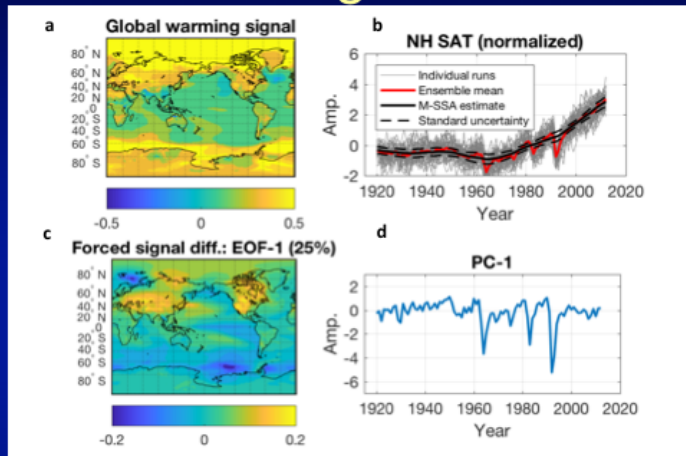 a
Global warming signal
80° N
60° N
40° N
20° N
0°
20° S
40° S
60° S
80° S
-0.5 0 0.5
b
NH SAT (normalized)
6
4
2
0
-2
Amp.
Individual runs
Ensemble mean
M-SSA estimate
Standard uncertainty
1920 1940 1960 1980 2000 2020
Year
c
Forced signal diff.: EOF-1 (25%)
80° N
60° N
40° N
20° N
0°
20° S
40° S
60° S
80° S
-0.2 0 0.2
d
PC-1
2
0
-2
-4
-6
Amp.
1920 1940 1960 1980 2000 2020
Year